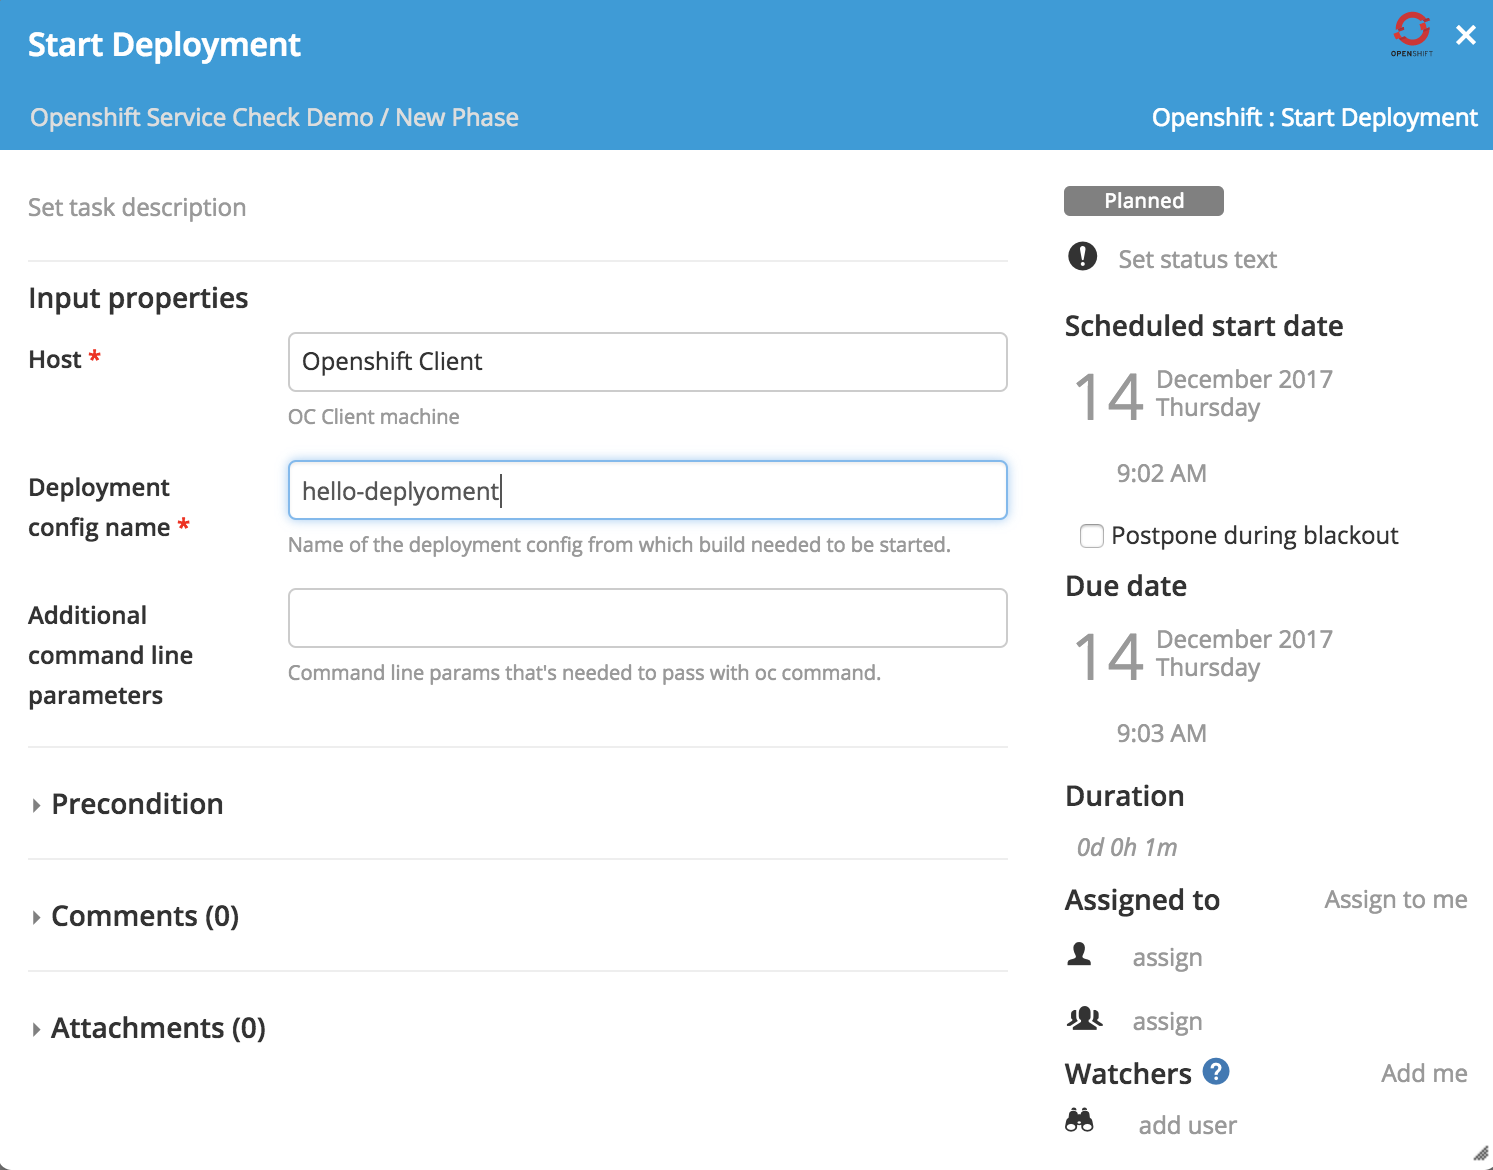 Start Deployment
OPENSHIFT
Openshift Service Check Demo / New Phase
Openshift : Start Deployment
Set task description
Input properties
Host *
Openshift Client
OC Client machine
Deployment
config name *
hello-deplyoment
Name of the deployment config from which build needed to be started.
Additional
command line
parameters
Command line params that's needed to pass with oc command.
Precondition
Comments (0)
Attachments (0)
Planned
Set status text
Scheduled start date
14
December 2017
Thursday
9:02 AM
Postpone during blackout
Due date
14
December 2017
Thursday
9:03 AM
Duration
0d 0h 1m
Assigned to
Assign to me
assign
assign
Watchers ?
Add me
add user